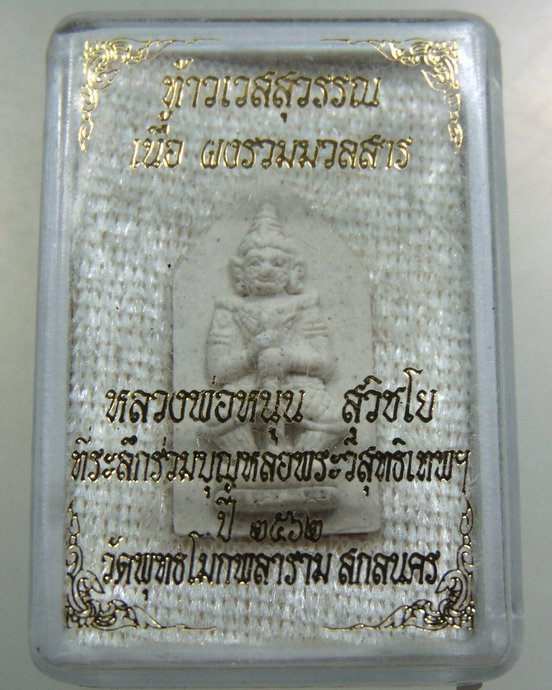 ท้าวเวสสุวรรณ
เนื้อ ผงรวมมวลสาร
หลวงพ่อหนุน สุวิชโย
ที่ระลึกร่วมบุญหล่อพระวิสุทธิเทพฯ
ปี ๒๕๖๒
วัดพุทธโมกพลาราม สกลนคร